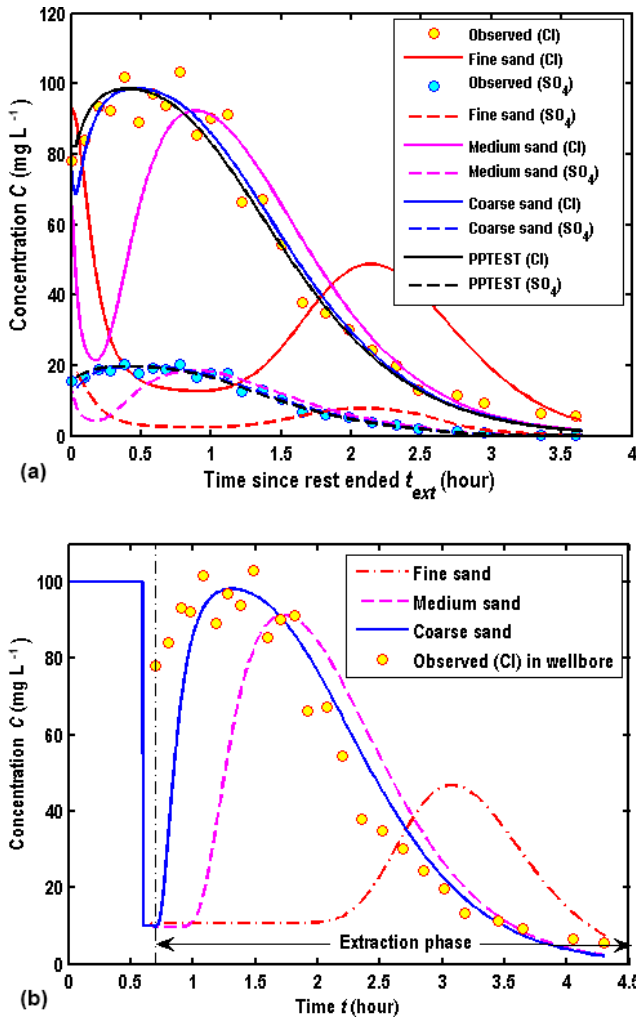 120
100
80
60
40
20
0
Concentration C (mg L⁻¹)
Observed (Cl)
Fine sand (Cl)
Observed (SO₄)
Fine sand (SO₄)
Medium sand (Cl)
Medium sand (SO₄)
Coarse sand (Cl)
Coarse sand (SO₄)
PPTEST (Cl)
PPTEST (SO₄)
0 0.5 1 1.5 2 2.5 3 3.5 4
(a) Time since rest ended t_ext (hour)
100
80
60
40
20
0
Concentration C (mg L⁻¹)
Fine sand
Medium sand
Coarse sand
Observed (Cl) in wellbore
Extraction phase
0 0.5 1 1.5 2 2.5 3 3.5 4 4.5
(b) Time t (hour)